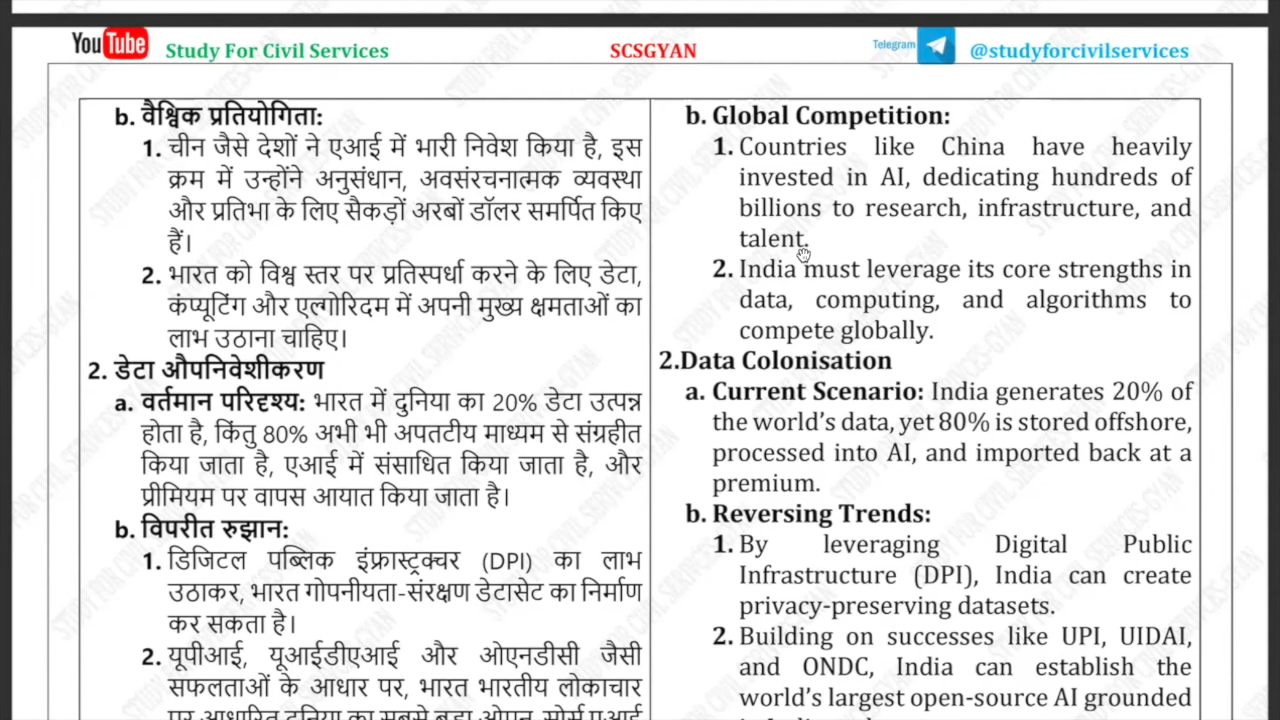 YouTube Study For Civil Services SCSGYAN Telegram @studyforcivilservices
b. वैश्विक प्रतियोगिता:
1. चीन जैसे देशों ने एआई में भारी निवेश किया है, इस
क्रम में उन्होंने अनुसंधान, अवसंरचनात्मक व्यवस्था
और प्रतिभा के लिए सैकड़ों अरबों डॉलर समर्पित किए
हैं।
2. भारत को विश्व स्तर पर प्रतिस्पर्धा करने के लिए डेटा,
कंप्यूटिंग और एल्गोरिदम में अपनी मुख्य क्षमताओं का
लाभ उठाना चाहिए।
2. डेटा औपनिवेशीकरण
a. वर्तमान परिदृश्य: भारत में दुनिया का 20% डेटा उत्पन्न
होता है, किंतु 80% अभी भी अपतटीय माध्यम से संग्रहीत
किया जाता है, एआई में संसाधित किया जाता है, और
प्रीमियम पर वापस आयात किया जाता है।
b. विपरीत रुझान:
1. डिजिटल पब्लिक इंफ्रास्ट्रक्चर (DPI) का लाभ
उठाकर, भारत गोपनीयता-संरक्षण डेटासेट का निर्माण
कर सकता है।
2. यूपीआई, यूआईडीएआई और ओएनडीसी जैसी
सफलताओं के आधार पर, भारत भारतीय लोकाचार
पर आधारित दुनिया का सबसे बड़ा ओपन-सोर्स एआई
b. Global Competition:
1. Countries like China have heavily
invested in AI, dedicating hundreds of
billions to research, infrastructure, and
talent.
2. India must leverage its core strengths in
data, computing, and algorithms to
compete globally.
2.Data Colonisation
a. Current Scenario: India generates 20% of
the world's data, yet 80% is stored offshore,
processed into AI, and imported back at a
premium.
b. Reversing Trends:
1. By leveraging Digital Public
Infrastructure (DPI), India can create
privacy-preserving datasets.
2. Building on successes like UPI, UIDAI,
and ONDC, India can establish the
world's largest open-source AI grounded